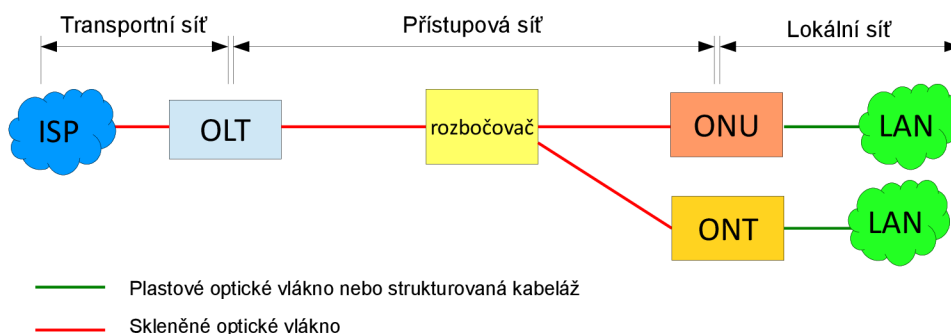 Transportní síť
Přístupová síť
Lokální síť
ISP
OLT
rozbočovač
ONU
LAN
ONT
LAN
Plastové optické vlákno nebo strukturovaná kabeláž
Skleněné optické vlákno